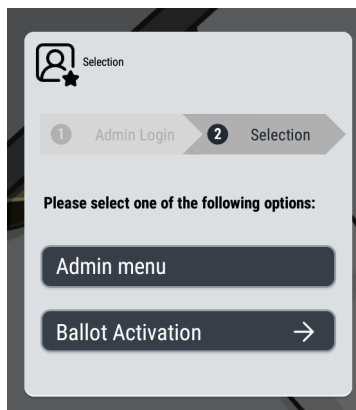 Selection
1 Admin Login 2 Selection
Please select one of the following options:
Admin menu
Ballot Activation →